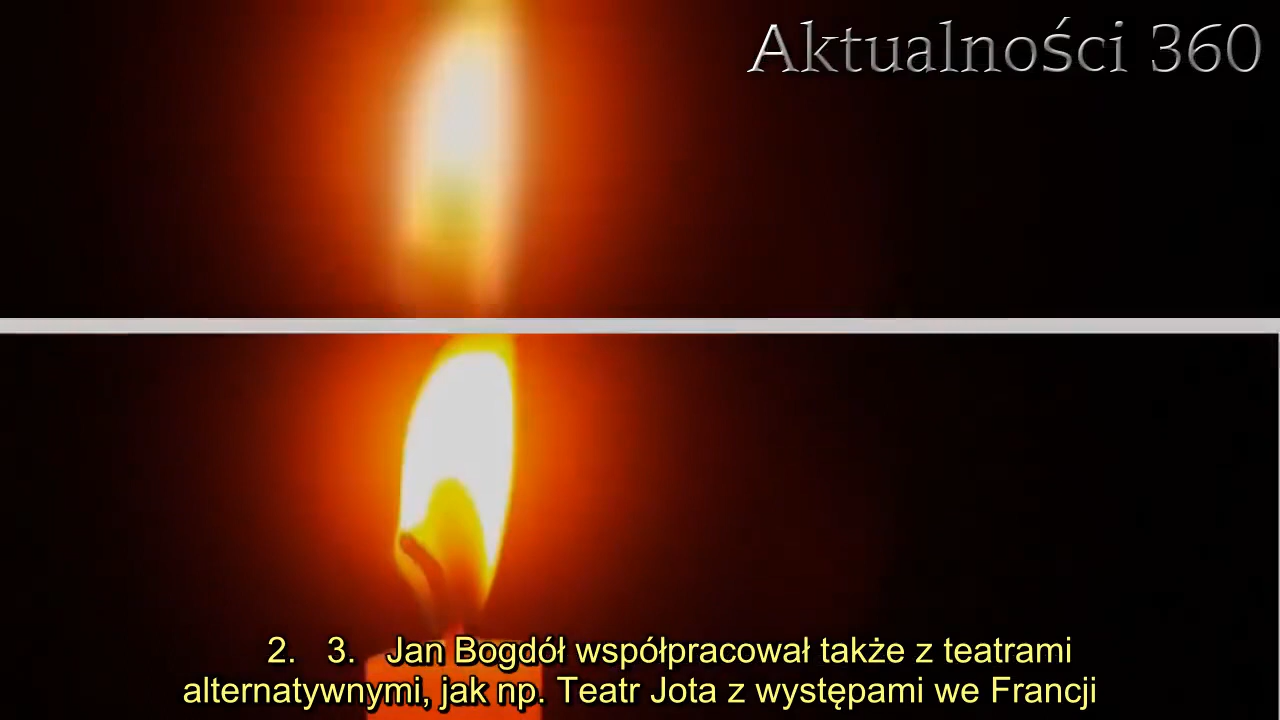 Aktualności 360
2. 3. Jan Bogdół współpracował także z teatrami
alternatywnymi, jak np. Teatr Jota z występami we Francji